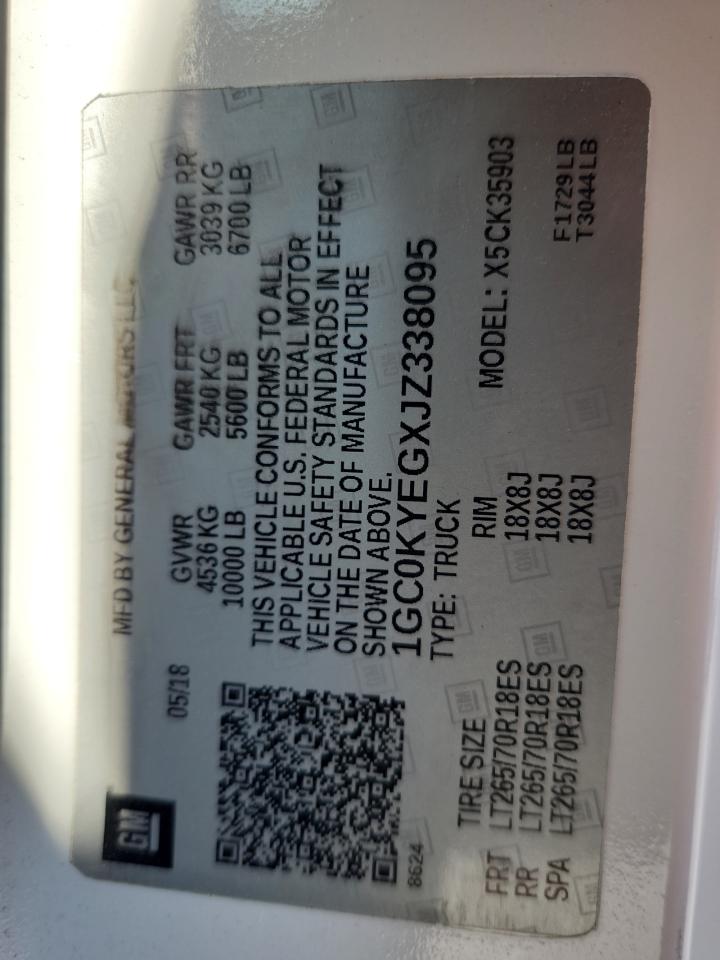 GM
MFD BY GENERAL MOTORS LLC
05/18
GVWR GAWR FRT GAWR RR
4536 KG 2540 KG 3039 KG
10000 LB 5600 LB 6700 LB
THIS VEHICLE CONFORMS TO ALL
APPLICABLE U.S. FEDERAL MOTOR
VEHICLE SAFETY STANDARDS IN EFFECT
ON THE DATE OF MANUFACTURE
SHOWN ABOVE.
1GC0KYEGXJZ338095
8624
TYPE: TRUCK
TIRE SIZE RIM MODEL: X5CK35903
FRT LT265/70R18ES 18X8J
RR LT265/70R18ES 18X8J F1729LB
SPA LT265/70R18ES 18X8J T3044LB